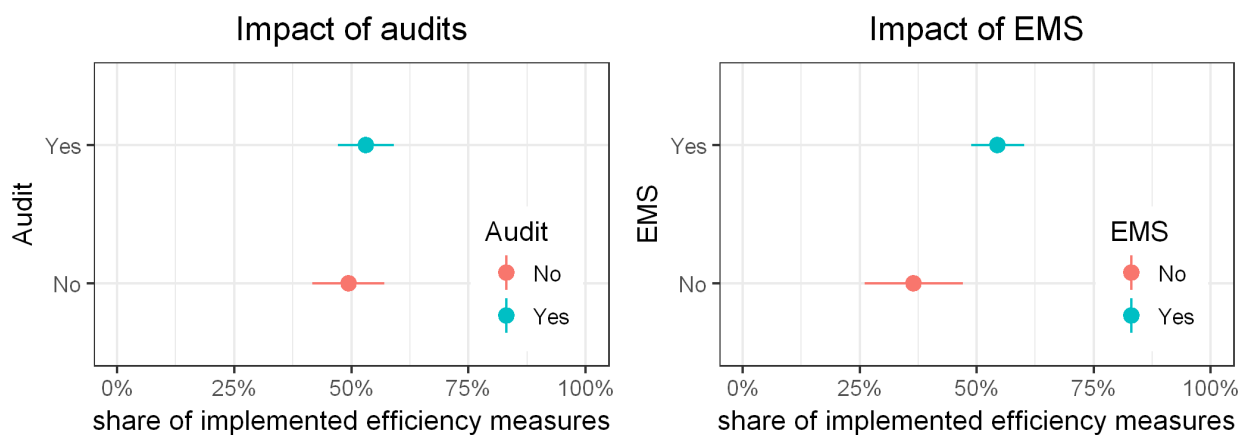 Impact of audits
Audit
Yes
No
Audit
No
Yes
0% 25% 50% 75% 100%
share of implemented efficiency measures
Impact of EMS
EMS
Yes
No
EMS
No
Yes
0% 25% 50% 75% 100%
share of implemented efficiency measures